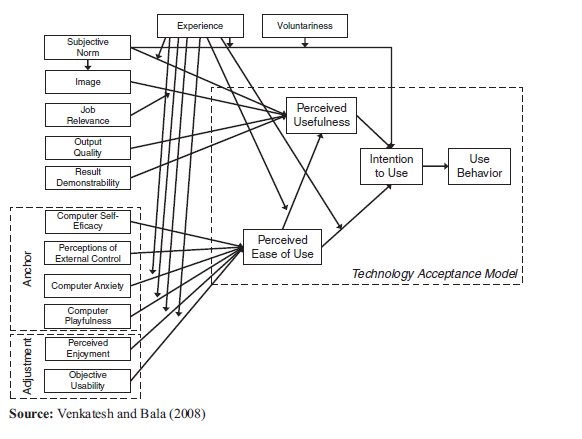 Experience
Voluntariness
Subjective
Norm
Image
Job
Relevance
Output
Quality
Result
Demonstrability
Perceived
Usefulness
Intention
to Use
Use
Behavior
Anchor
Computer Self-
Eficacy
Perceptions of
External Control
Computer Anxiety
Computer
Playfulness
Perceived
Ease of Use
Technology Acceptance Model
Adjustment
Perceived
Enjoyment
Objective
Usability
Source: Venkatesh and Bala (2008)